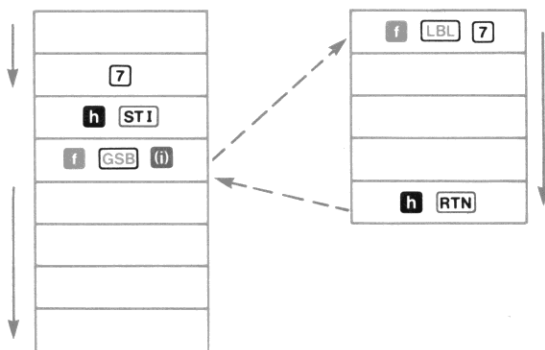 7
h STI
f GSB (i)
f LBL 7
h RTN